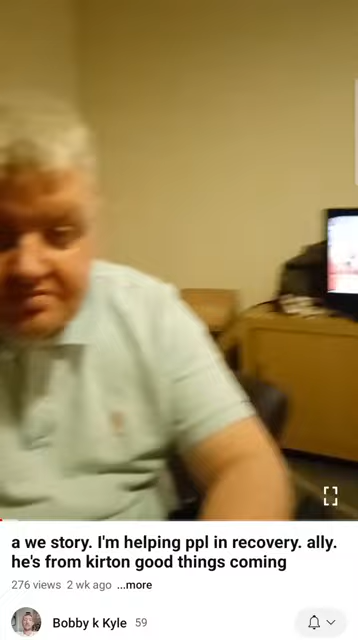 a we story. I'm helping ppl in recovery. ally.
he's from kirton good things coming
276 views 2 wk ago ...more
Bobby k Kyle 59